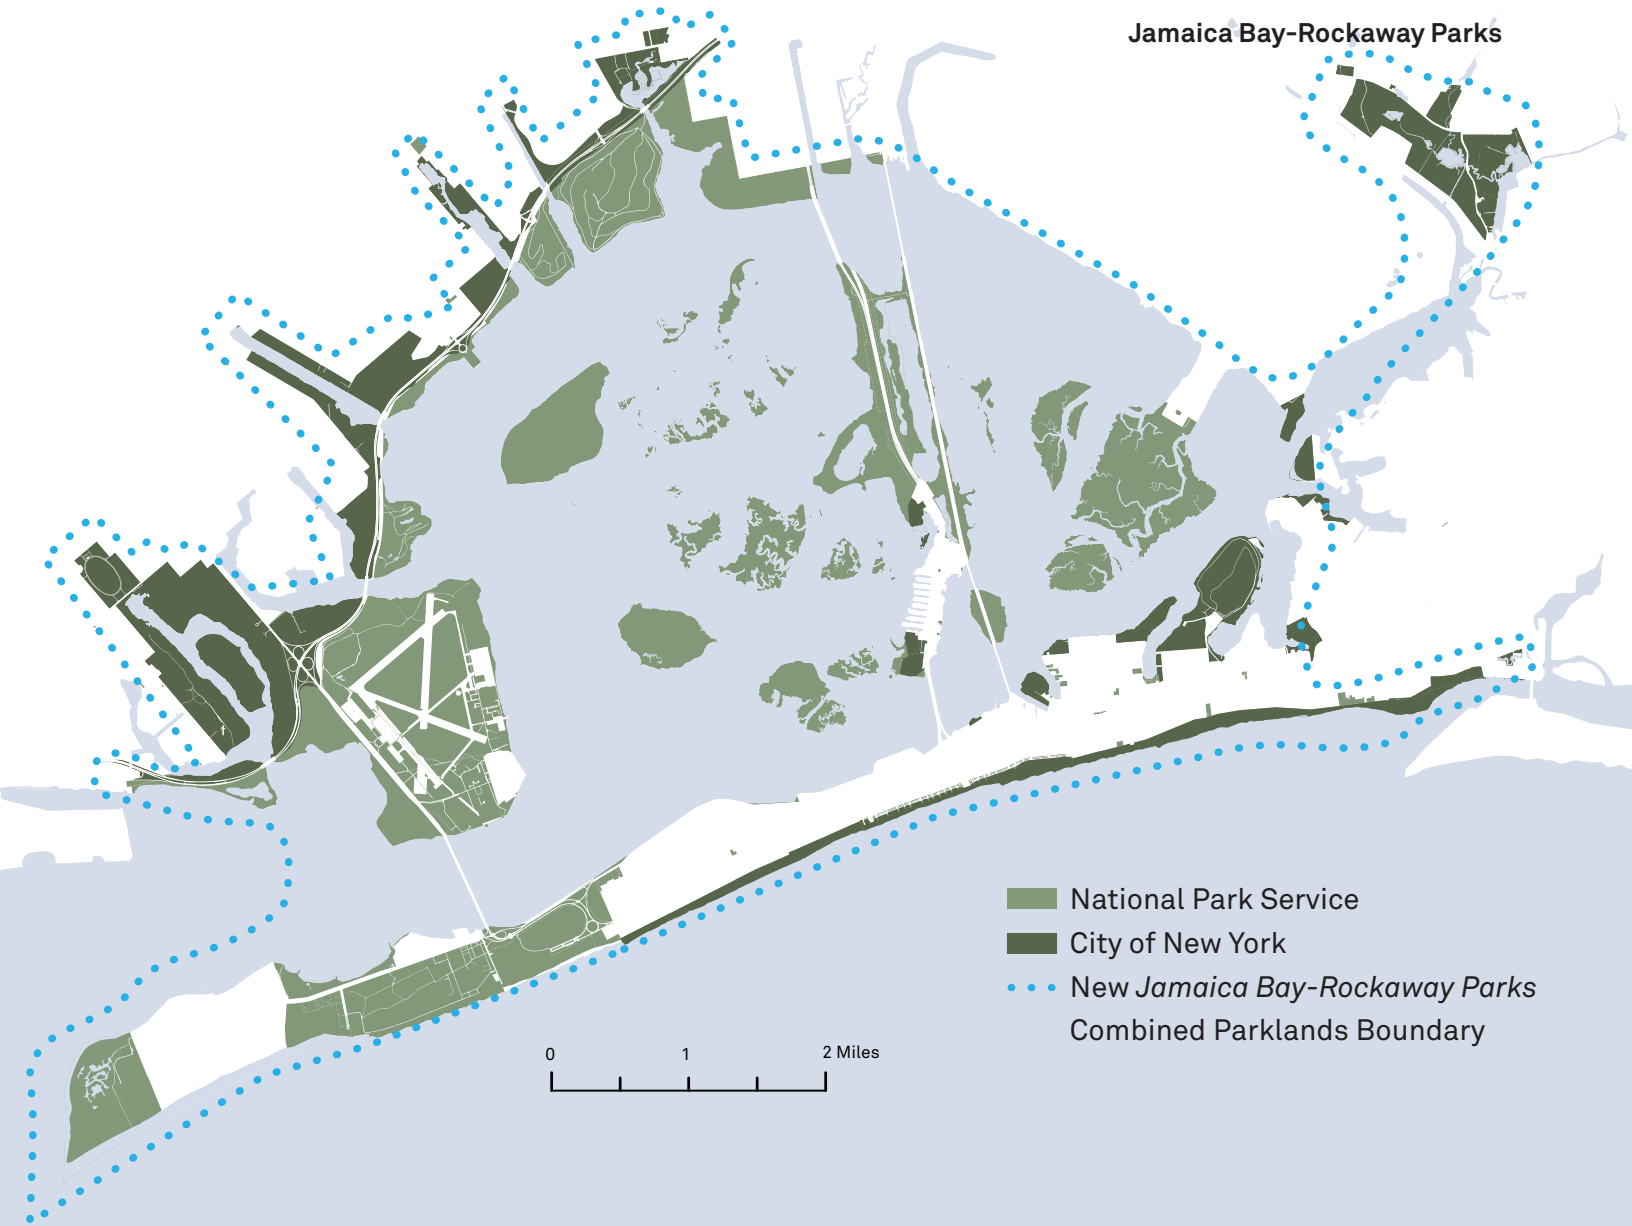 Jamaica Bay-Rockaway Parks
National Park Service
City of New York
New Jamaica Bay-Rockaway Parks
Combined Parklands Boundary
0 1 2 Miles